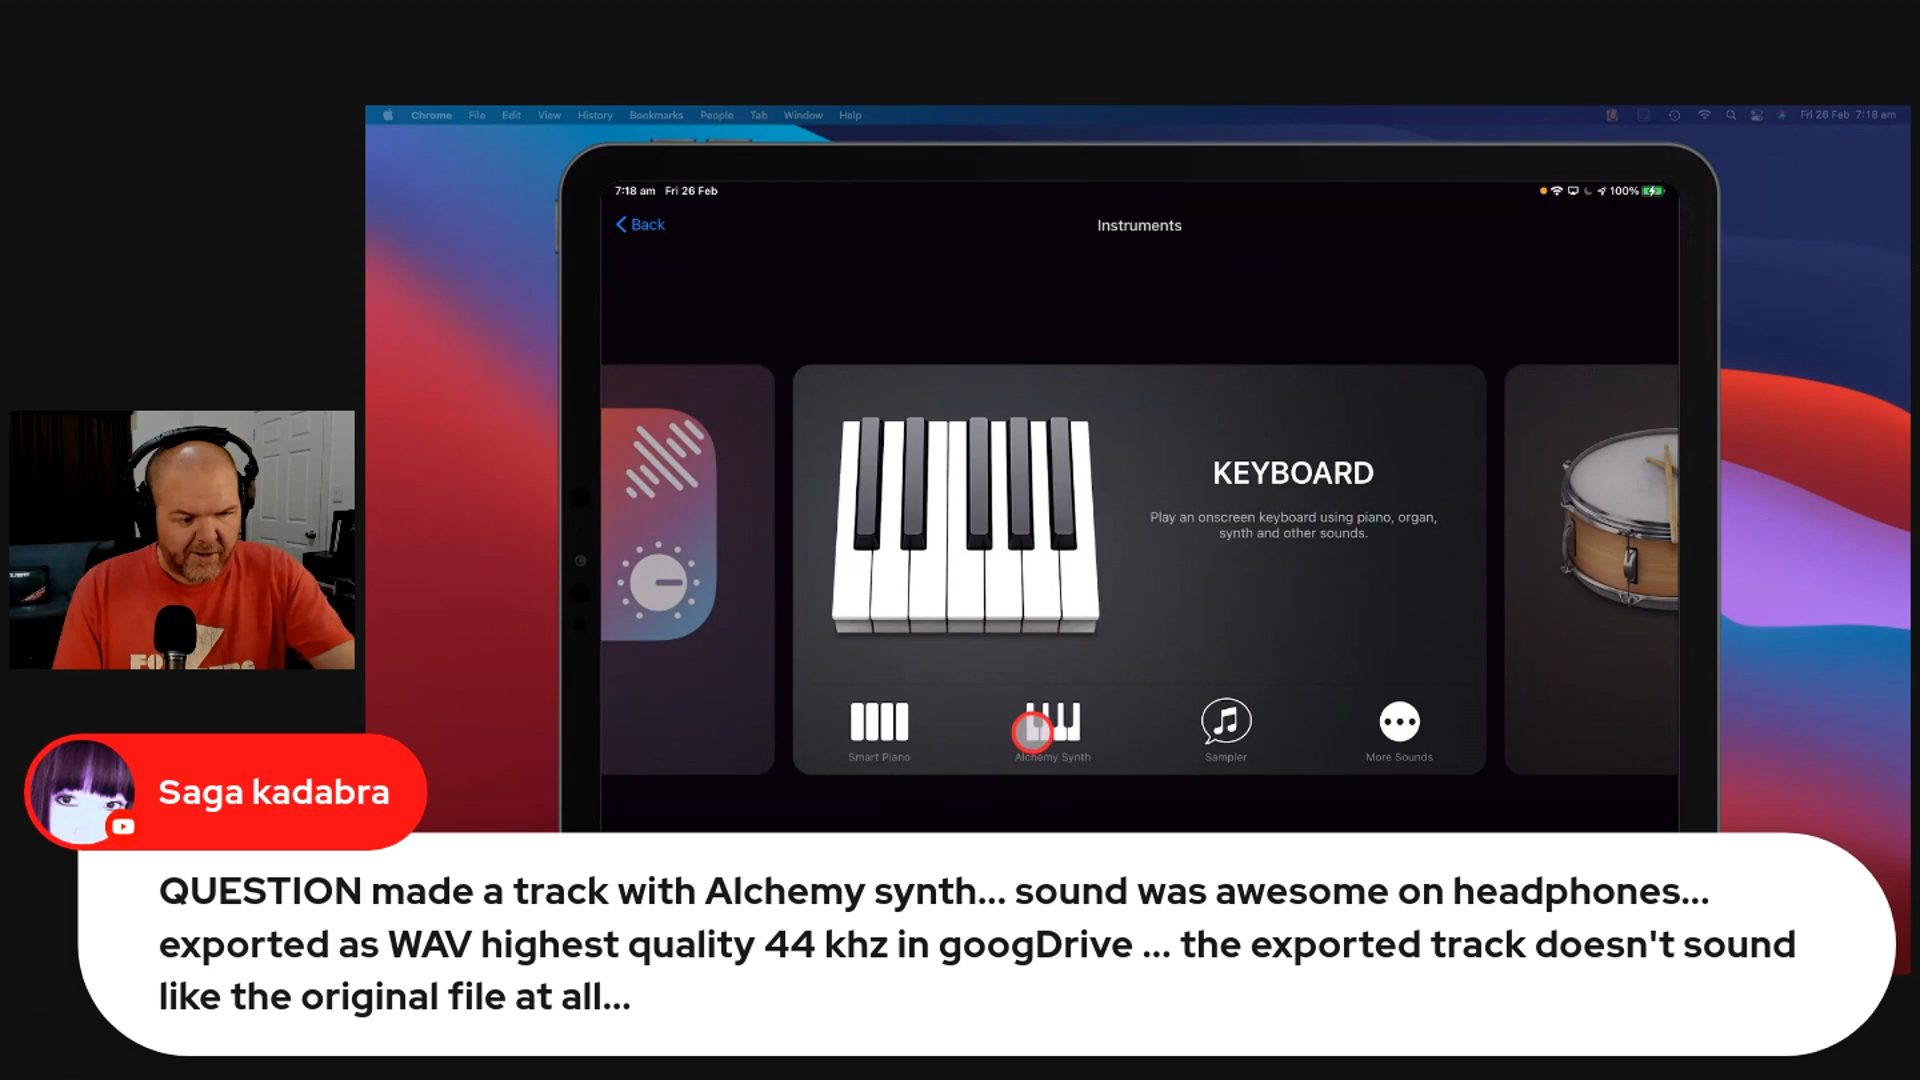 Chrome File Edit View History Bookmarks People Tab Window Help
Fri 26 Feb 7:18 am
7:18 am Fri 26 Feb
100%
Back
Instruments
KEYBOARD
Play an onscreen keyboard using piano, organ,
synth and other sounds.
Smart Piano
Alchemy Synth
Sampler
More Sounds
Saga kadabra
QUESTION made a track with Alchemy synth... sound was awesome on headphones...
exported as WAV highest quality 44 khz in googDrive ... the exported track doesn't sound
like the original file at all...